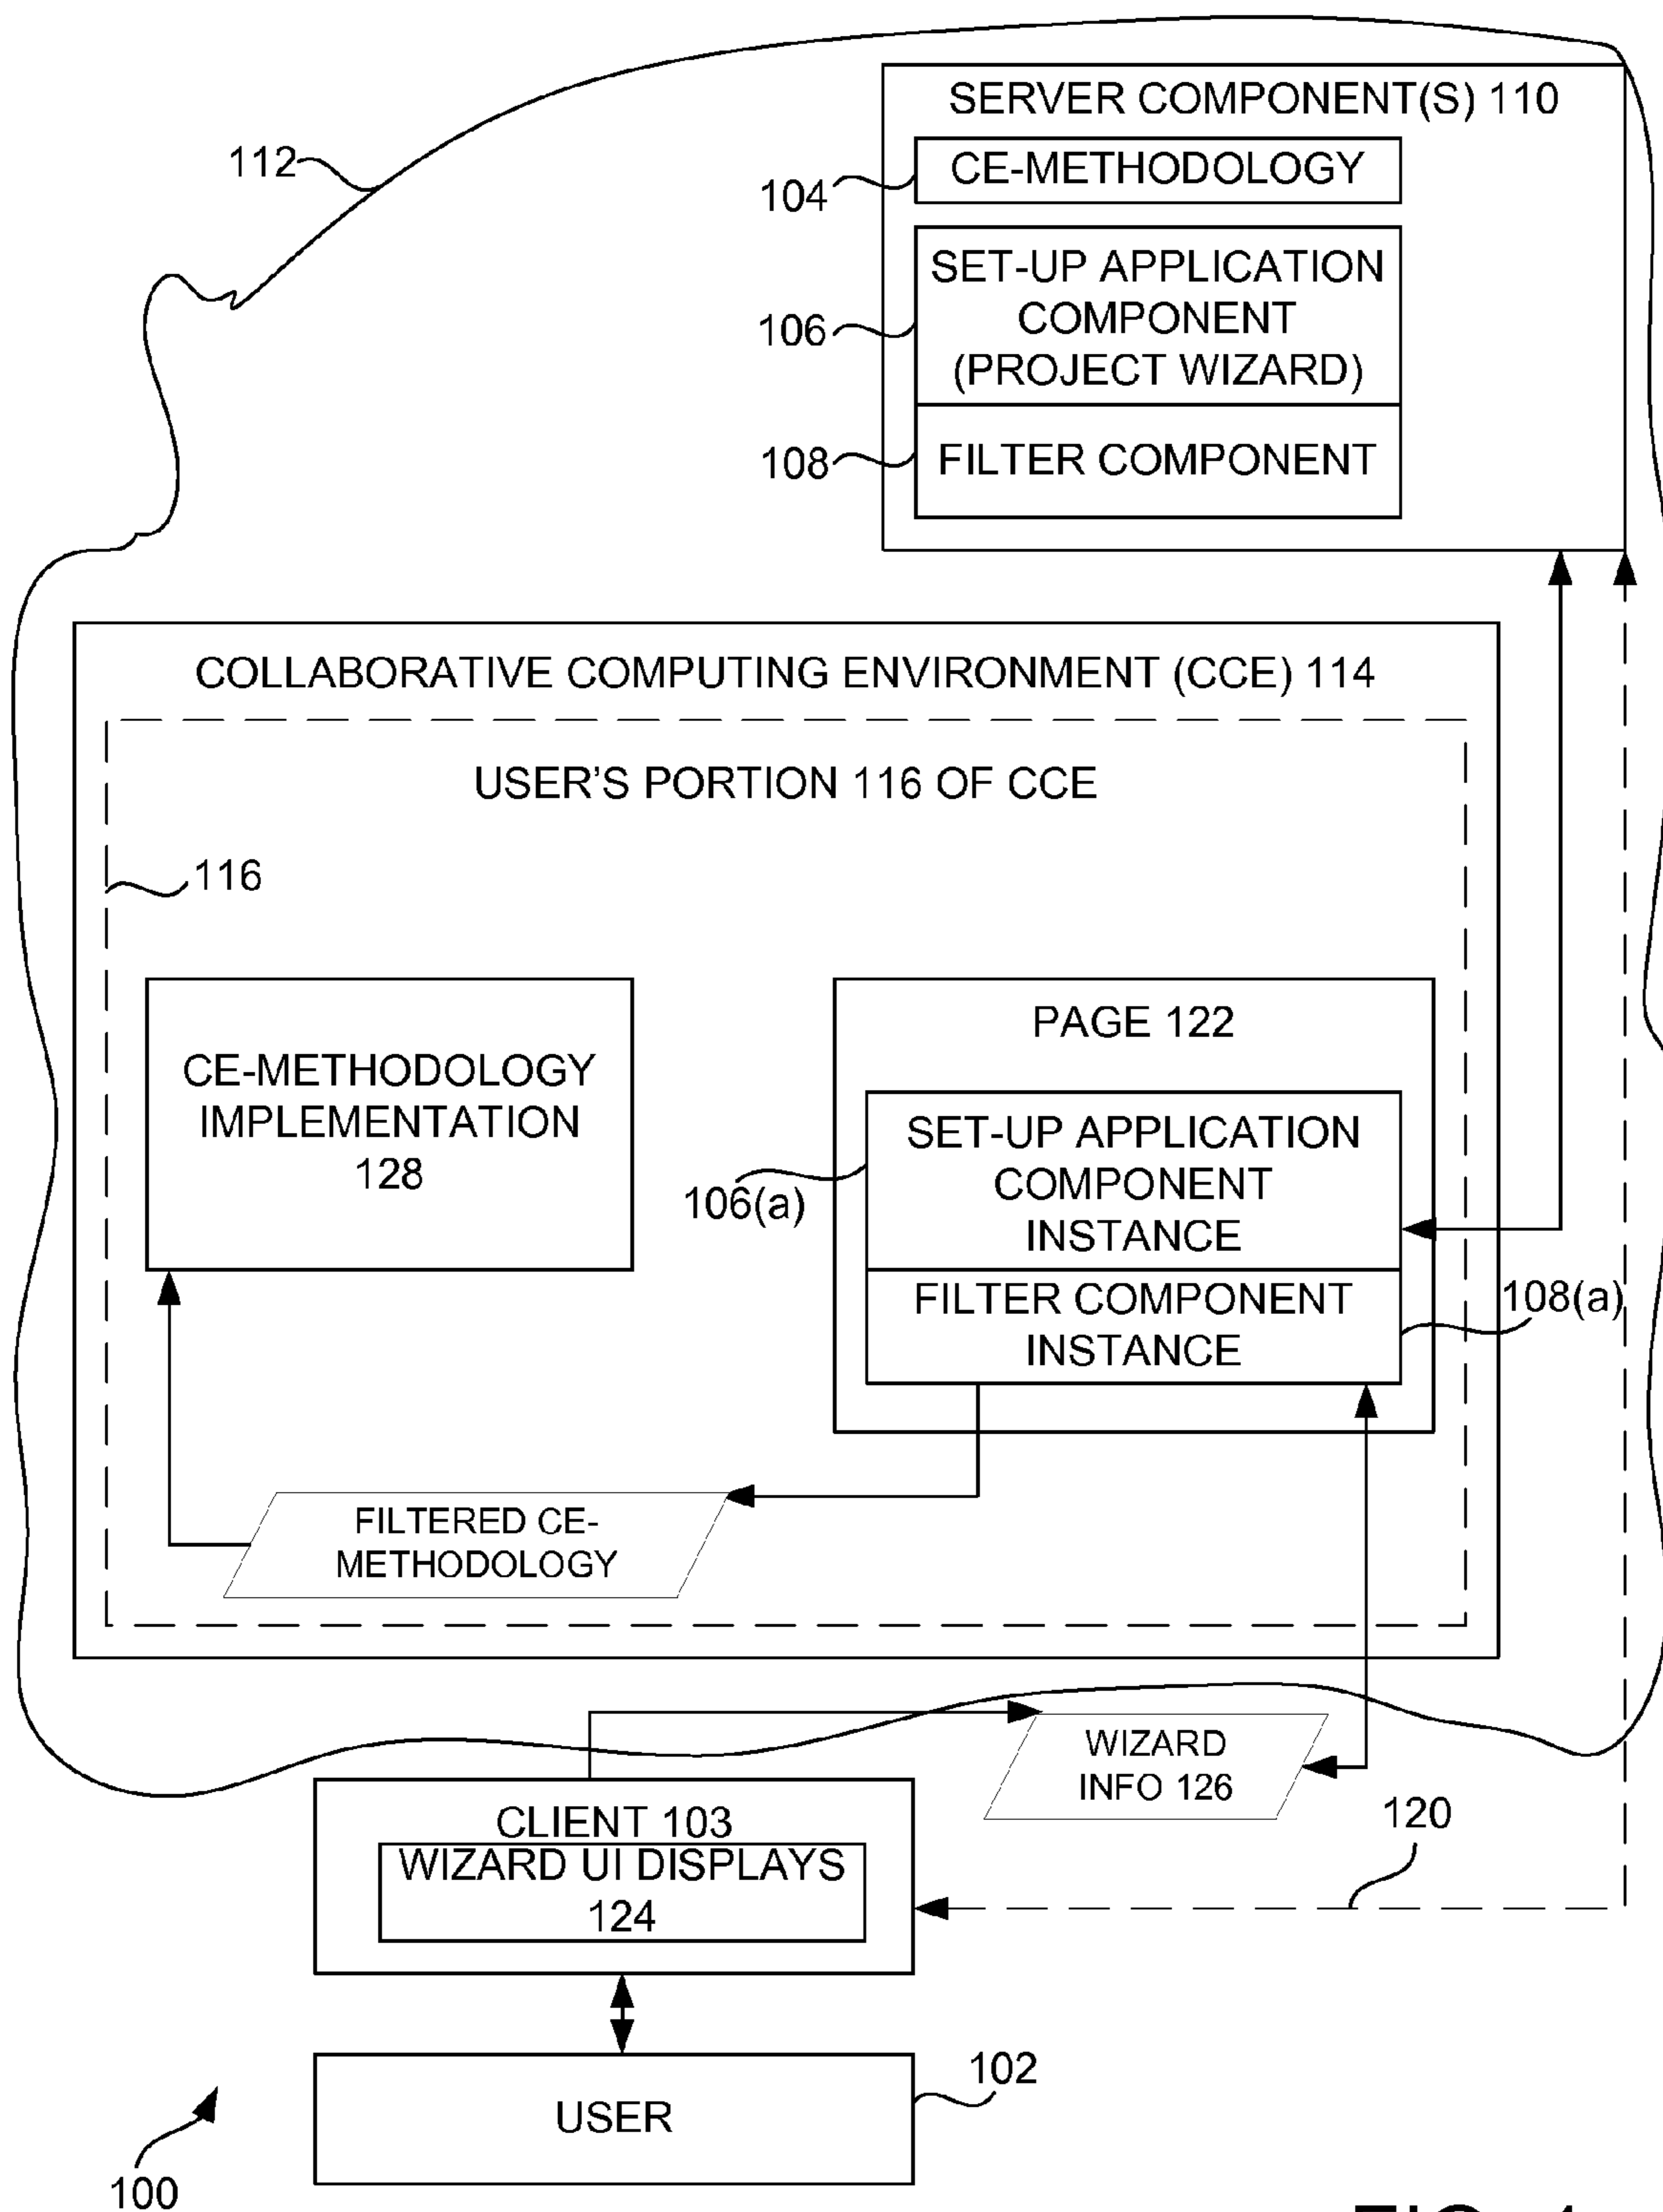 SERVER COMPONENT(S) 110
112
104
CE-METHODOLOGY
106
SET-UP APPLICATION
COMPONENT
(PROJECT WIZARD)
108
FILTER COMPONENT
COLLABORATIVE COMPUTING ENVIRONMENT (CCE) 114
USER'S PORTION 116 OF CCE
116
PAGE 122
CE-METHODOLOGY
IMPLEMENTATION
128
106(a)
SET-UP APPLICATION
COMPONENT
INSTANCE
FILTER COMPONENT
INSTANCE
108(a)
FILTERED CE-
METHODOLOGY
WIZARD
INFO 126
120
CLIENT 103
WIZARD UI DISPLAYS
124
102
USER
100